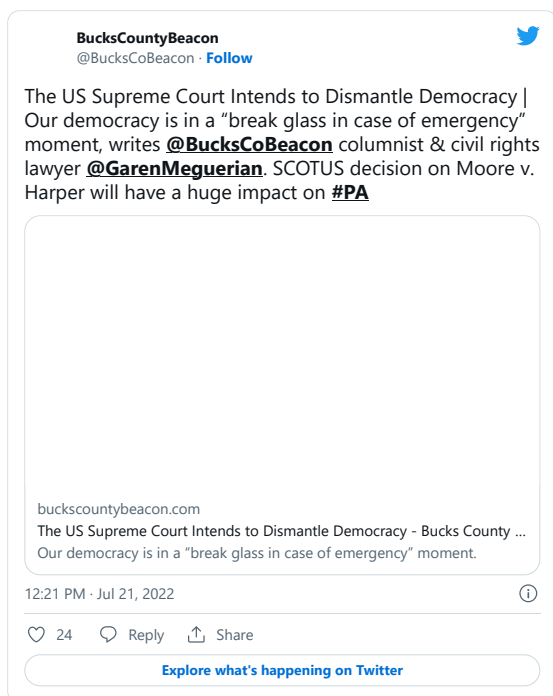 BucksCountyBeacon
@BucksCoBeacon · Follow
The US Supreme Court Intends to Dismantle Democracy |
Our democracy is in a “break glass in case of emergency”
moment, writes @BucksCoBeacon columnist & civil rights
lawyer @GarenMeguerian. SCOTUS decision on Moore v.
Harper will have a huge impact on #PA
buckscountybeacon.com
The US Supreme Court Intends to Dismantle Democracy - Bucks County ...
Our democracy is in a “break glass in case of emergency” moment.
12:21 PM · Jul 21, 2022
24 Reply Share
Explore what's happening on Twitter